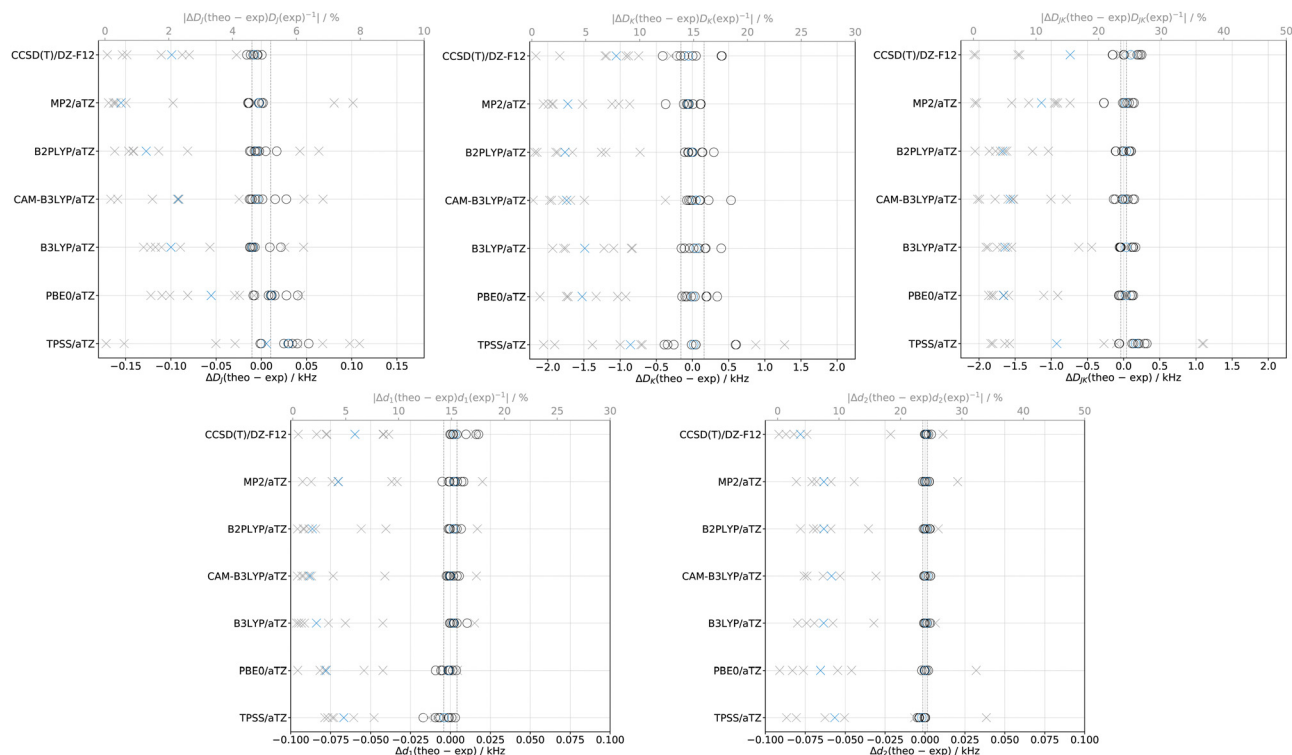 |ΔD_J(theo − exp)D_J(exp)⁻¹| / %
0 2 4 6 8 10
CCSD(T)/DZ-F12
MP2/aTZ
B2PLYP/aTZ
CAM-B3LYP/aTZ
B3LYP/aTZ
PBE0/aTZ
TPSS/aTZ
−0.15 −0.10 −0.05 0.00 0.05 0.10 0.15
ΔD_J(theo − exp) / kHz
|ΔD_K(theo − exp)D_K(exp)⁻¹| / %
0 5 10 15 20 25 30
CCSD(T)/DZ-F12
MP2/aTZ
B2PLYP/aTZ
CAM-B3LYP/aTZ
B3LYP/aTZ
PBE0/aTZ
TPSS/aTZ
−2.0 −1.5 −1.0 −0.5 0.0 0.5 1.0 1.5 2.0
ΔD_K(theo − exp) / kHz
|ΔD_JK(theo − exp)D_JK(exp)⁻¹| / %
0 10 20 30 40 50
CCSD(T)/DZ-F12
MP2/aTZ
B2PLYP/aTZ
CAM-B3LYP/aTZ
B3LYP/aTZ
PBE0/aTZ
TPSS/aTZ
−2.0 −1.5 −1.0 −0.5 0.0 0.5 1.0 1.5 2.0
ΔD_JK(theo − exp) / kHz
|Δd₁(theo − exp)d₁(exp)⁻¹| / %
0 5 10 15 20 25 30
CCSD(T)/DZ-F12
MP2/aTZ
B2PLYP/aTZ
CAM-B3LYP/aTZ
B3LYP/aTZ
PBE0/aTZ
TPSS/aTZ
−0.100 −0.075 −0.050 −0.025 0.000 0.025 0.050 0.075 0.100
Δd₁(theo − exp) / kHz
|Δd₂(theo − exp)d₂(exp)⁻¹| / %
0 10 20 30 40 50
CCSD(T)/DZ-F12
MP2/aTZ
B2PLYP/aTZ
CAM-B3LYP/aTZ
B3LYP/aTZ
PBE0/aTZ
TPSS/aTZ
−0.100 −0.075 −0.050 −0.025 0.000 0.025 0.050 0.075 0.100
Δd₂(theo − exp) / kHz